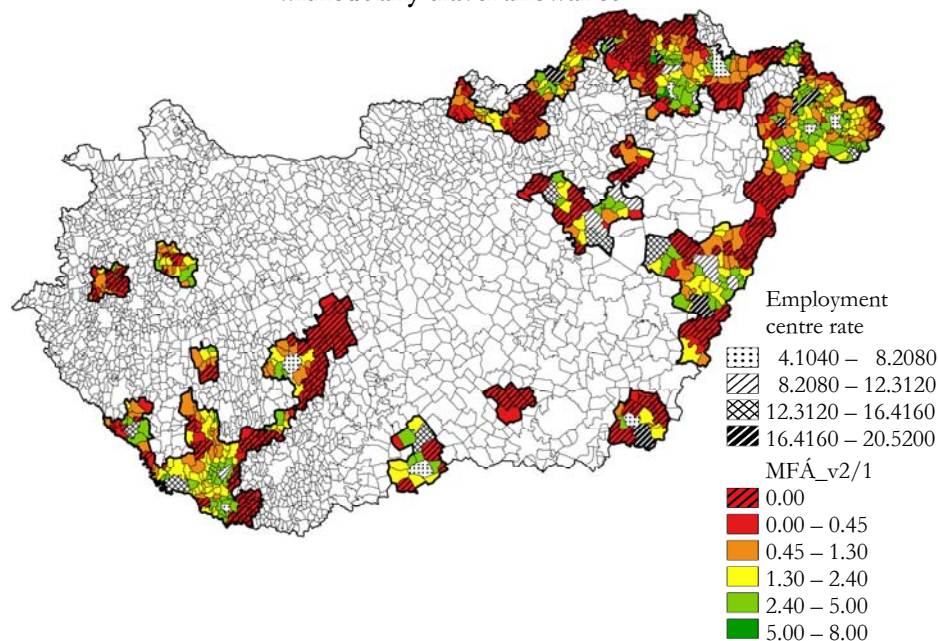 Employment
centre rate
4.1040 – 8.2080
8.2080 – 12.3120
12.3120 – 16.4160
16.4160 – 20.5200
MFÁ_v2/1
0.00
0.00 – 0.45
0.45 – 1.30
1.30 – 2.40
2.40 – 5.00
5.00 – 8.00